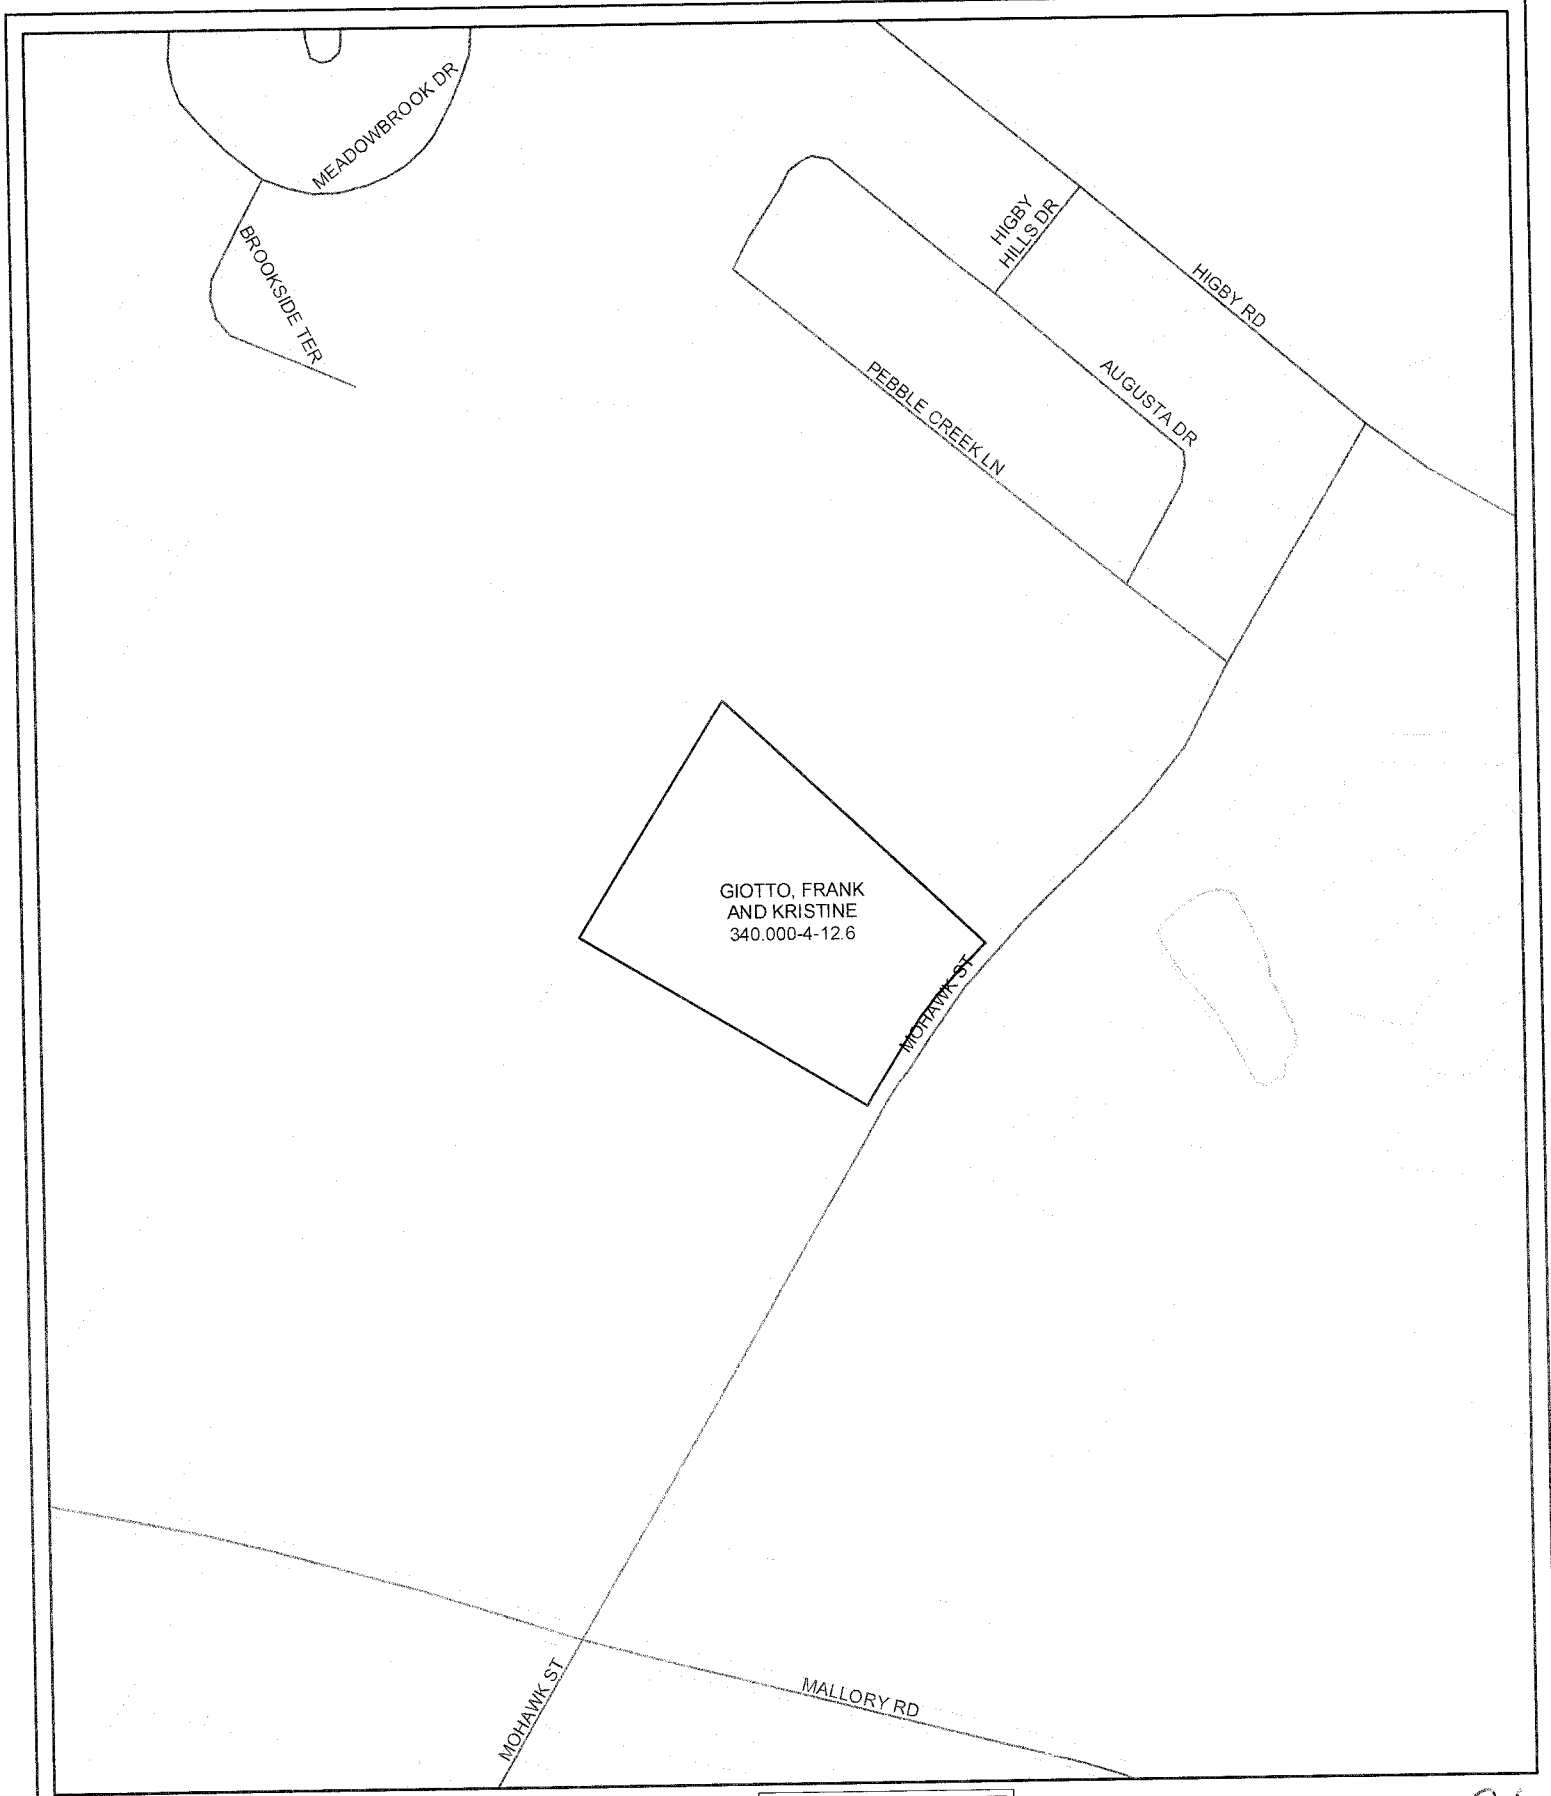 MEADOWBROOK DR
BROOKSIDE TER
HIGBY
HILLS DR
HIGBY RD
AUGUSTA DR
PEBBLE CREEK LN
GIOTTO, FRANK
AND KRISTINE
340.000-4-12.6
MOHAWK ST
MOHAWK ST
MALLORY RD